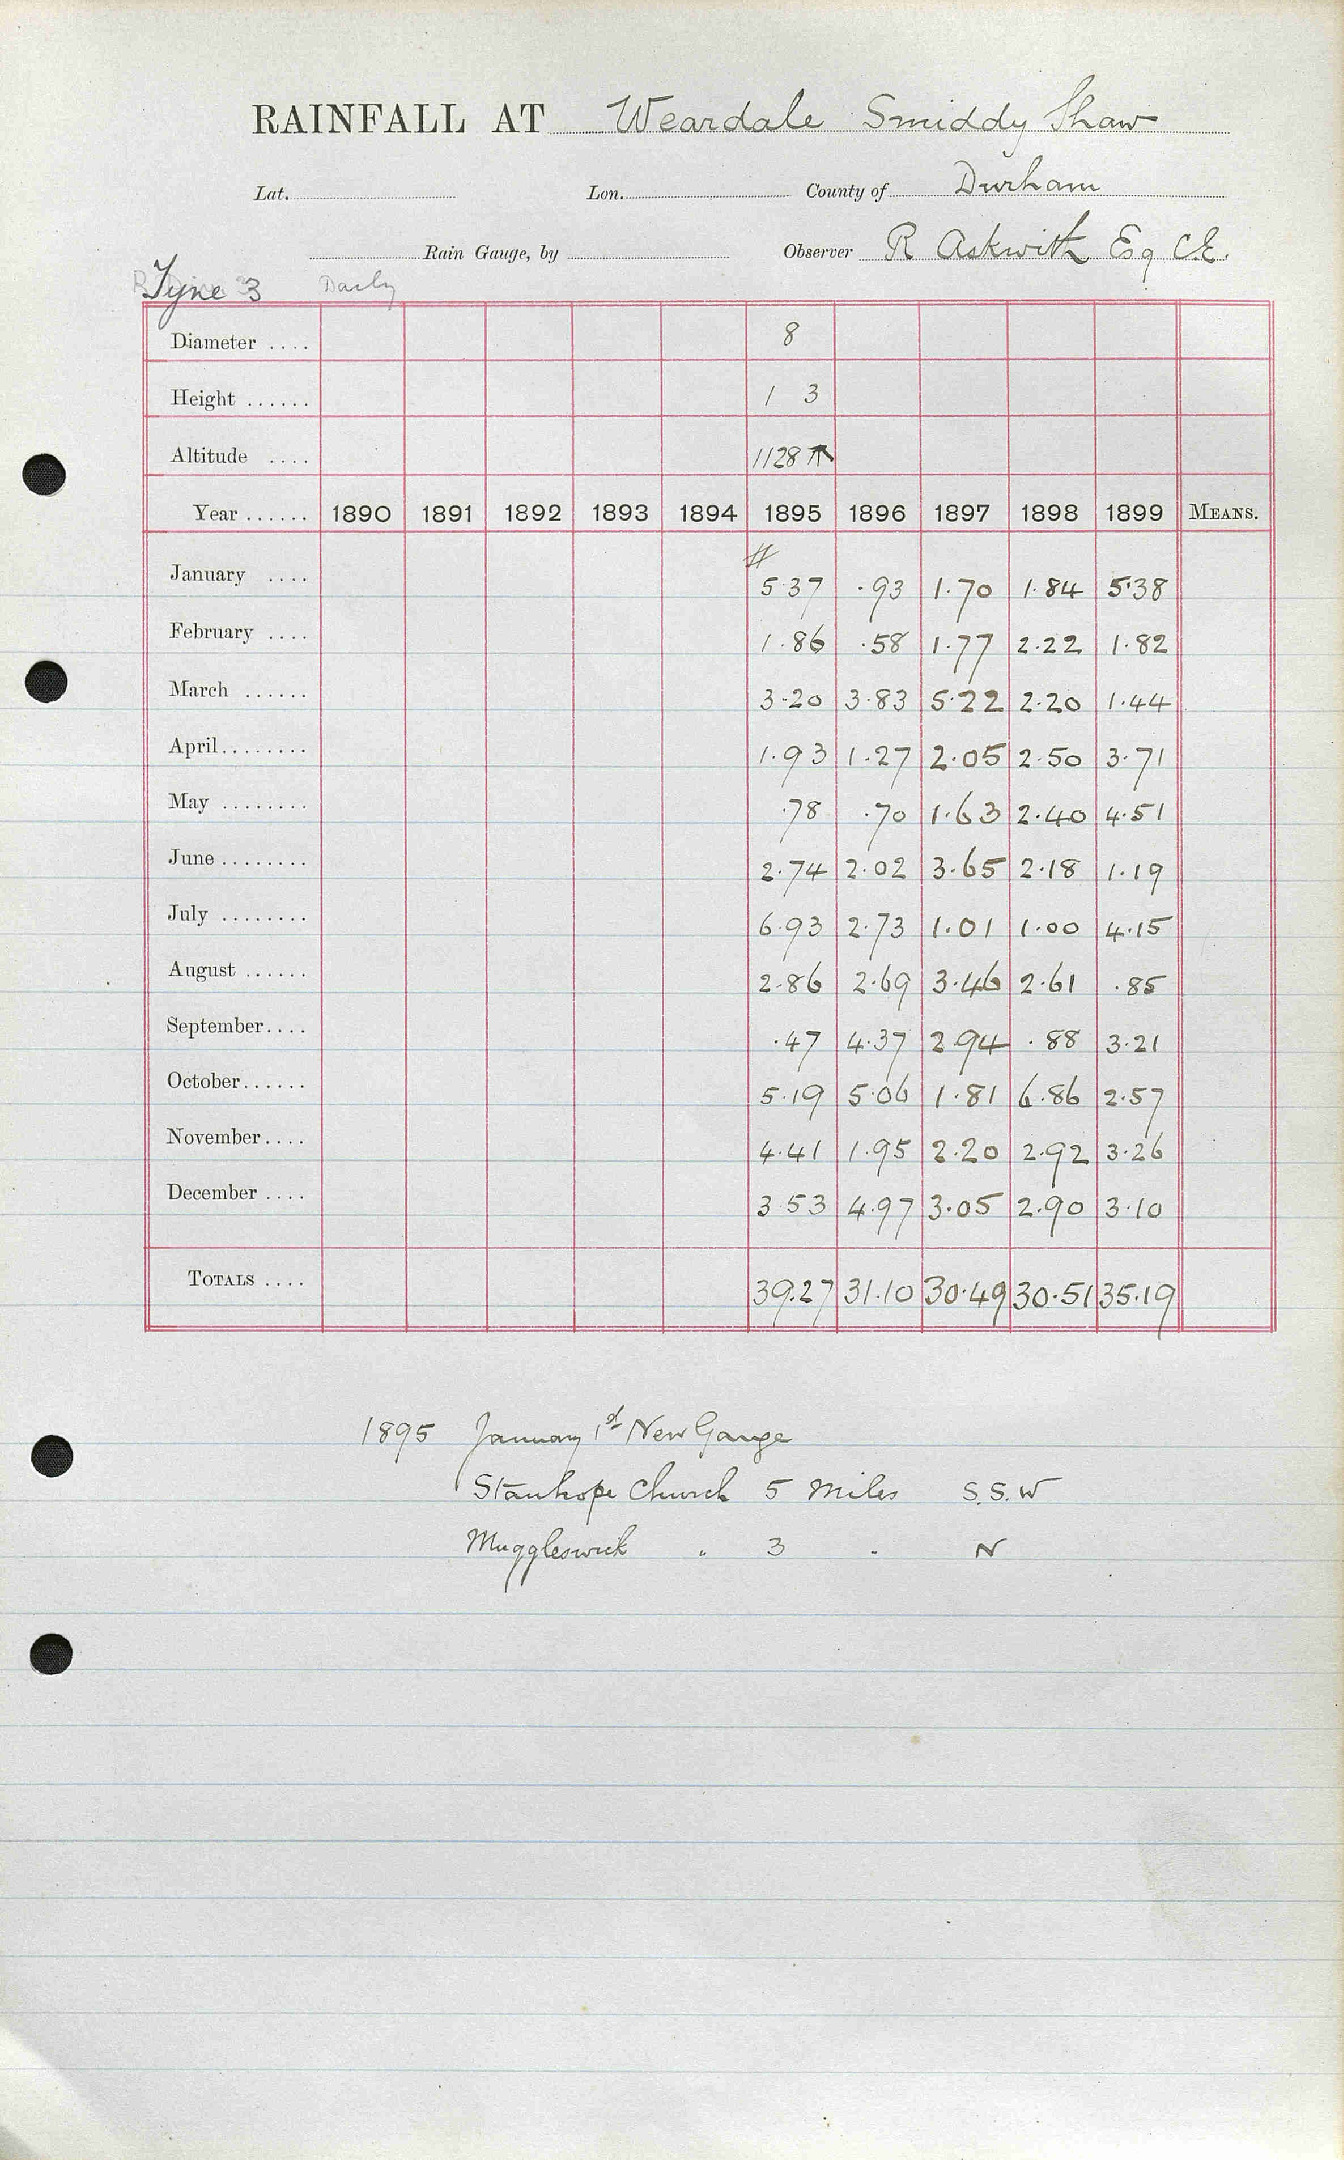 RAINFALL AT Weardale Smiddy Shaw
Lat. Lon. County of Durham
Rain Gauge, by Observer R Askwith Esq C.E.
Tyne 3 Daily
Diameter .... 8
Height ...... 1 3
Altitude .... 1128
Year ...... 1890 1891 1892 1893 1894 1895 1896 1897 1898 1899 MEANS.
#
January .... 5.37 .93 1.70 1.84 5.38
February .... 1.86 .58 1.77 2.22 1.82
March ...... 3.20 3.83 5.22 2.20 1.44
April........ 1.93 1.27 2.05 2.50 3.71
May ........ .78 .70 1.63 2.40 4.51
June ........ 2.74 2.02 3.65 2.18 1.19
July ........ 6.93 2.73 1.01 1.00 4.15
August ...... 2.86 2.69 3.46 2.61 .85
September.... .47 4.37 2.94 .88 3.21
October...... 5.19 5.06 1.81 6.86 2.57
November.... 4.41 1.95 2.20 2.92 3.26
December .... 3.53 4.97 3.05 2.90 3.10
TOTALS .... 39.27 31.10 30.49 30.51 35.19
1895 January 1st New Gauge
Stanhope Church 5 Miles S.S.W
Muggleswick " 3 " N